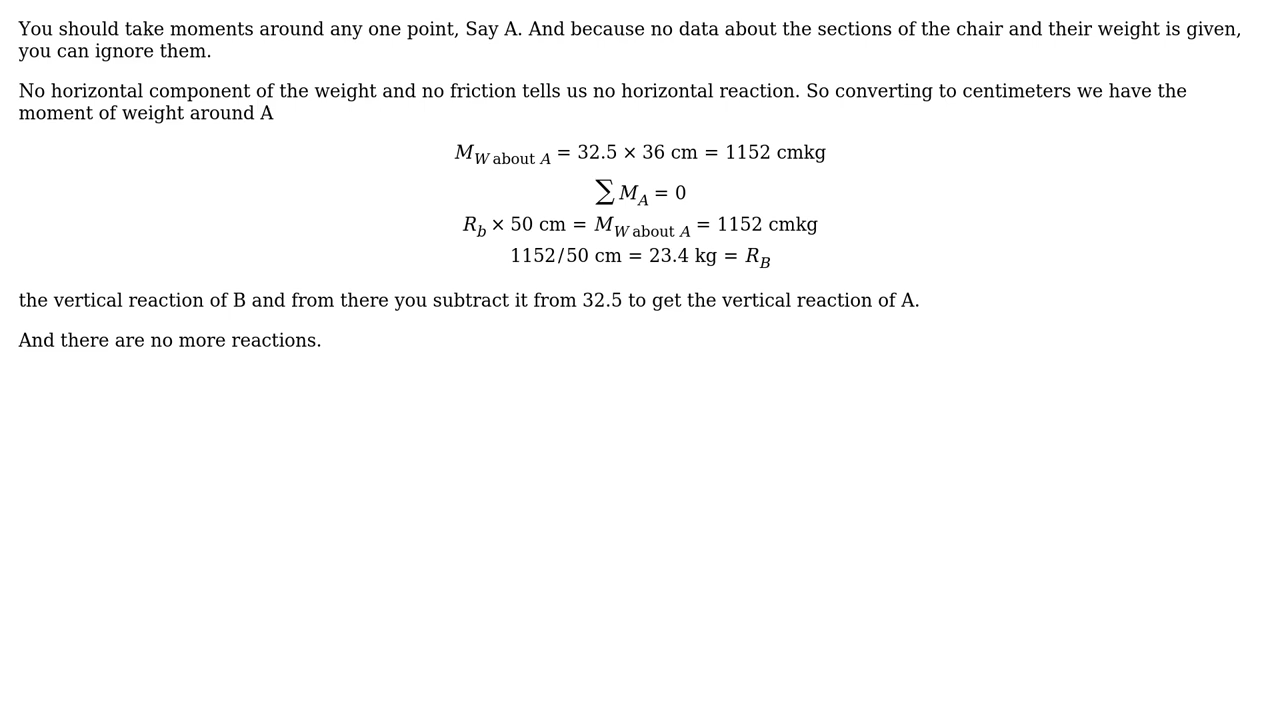 You should take moments around any one point, Say A. And because no data about the sections of the chair and their weight is given,
you can ignore them.
No horizontal component of the weight and no friction tells us no horizontal reaction. So converting to centimeters we have the
moment of weight around A
M_{W about A} = 32.5 × 36 cm = 1152 cmkg
∑ M_A = 0
R_b × 50 cm = M_{W about A} = 1152 cmkg
1152/50 cm = 23.4 kg = R_B
the vertical reaction of B and from there you subtract it from 32.5 to get the vertical reaction of A.
And there are no more reactions.